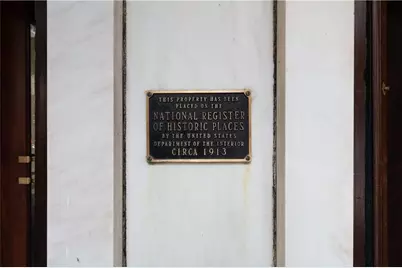 THIS PROPERTY HAS BEEN
PLACED ON THE
NATIONAL REGISTER
OF HISTORIC PLACES
BY THE UNITED STATES
DEPARTMENT OF THE INTERIOR
CIRCA 1913